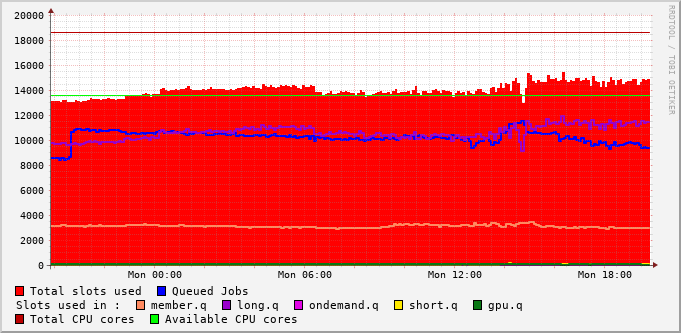 20000
18000
16000
14000
12000
10000
8000
6000
4000
2000
0
Mon 00:00 Mon 06:00 Mon 12:00 Mon 18:00
RRDTOOL / TOBI OETIKER
Total slots used Queued Jobs
Slots used in : member.q long.q ondemand.q short.q gpu.q
Total CPU cores Available CPU cores